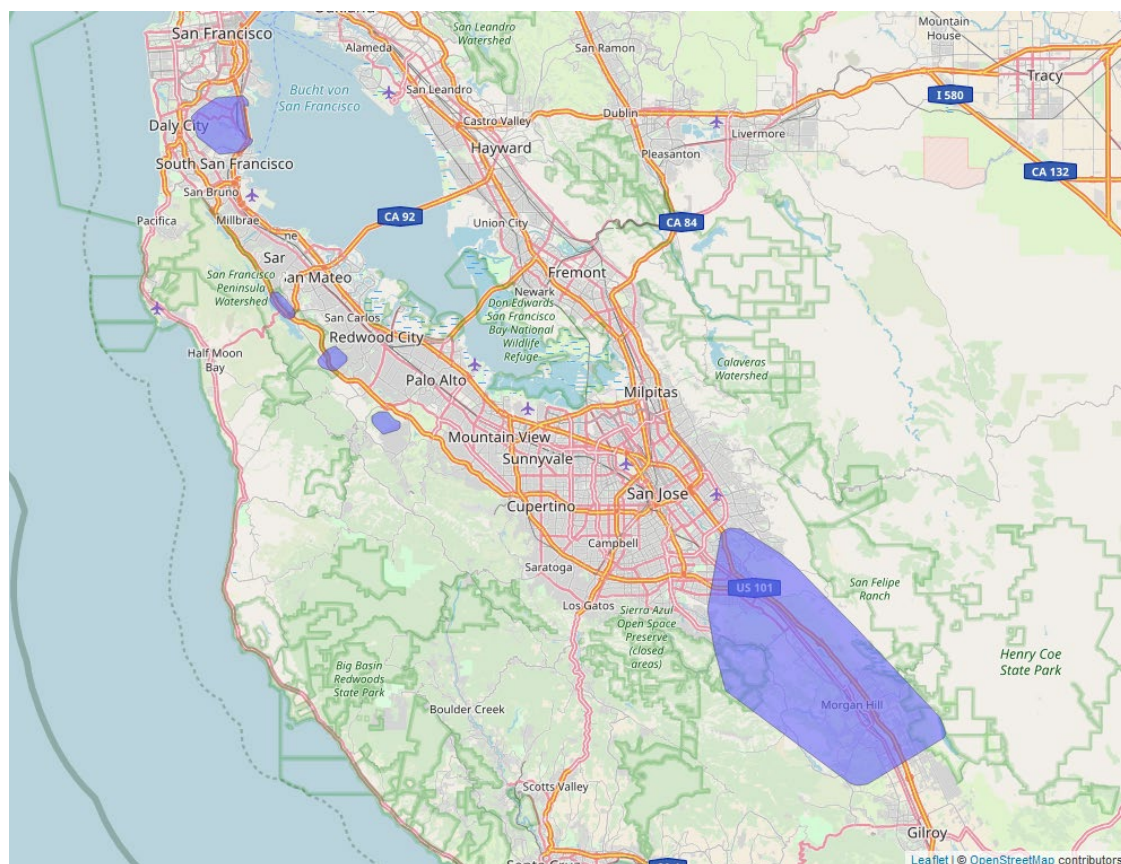 San Francisco
Alameda
San Leandro
Watershed
San Ramon
Mountain
House
Tracy
Bucht von
San Francisco
San Leandro
I 580
Daly City
Castro Valley
Dublin
Hayward
Livermore
Pleasanton
South San Francisco
CA 132
San Bruno
Pacifica
Millbrae
CA 92
Union City
CA 84
San Francisco
Peninsula
Watershed
Fremont
Newark
Don Edwards
San Francisco
Bay National
Wildlife
Refuge
San Carlos
Redwood City
Half Moon
Bay
Calaveras
Watershed
Palo Alto
Milpitas
Mountain View
Sunnyvale
San Jose
Cupertino
Campbell
Saratoga
US 101
San Felipe
Ranch
Los Gatos
Sierra Azul
Open Space
Preserve
(closed
areas)
Henry Coe
State Park
Big Basin
Redwoods
State Park
Boulder Creek
Morgan Hill
Scotts Valley
Gilroy
Leaflet | © OpenStreetMap contributors